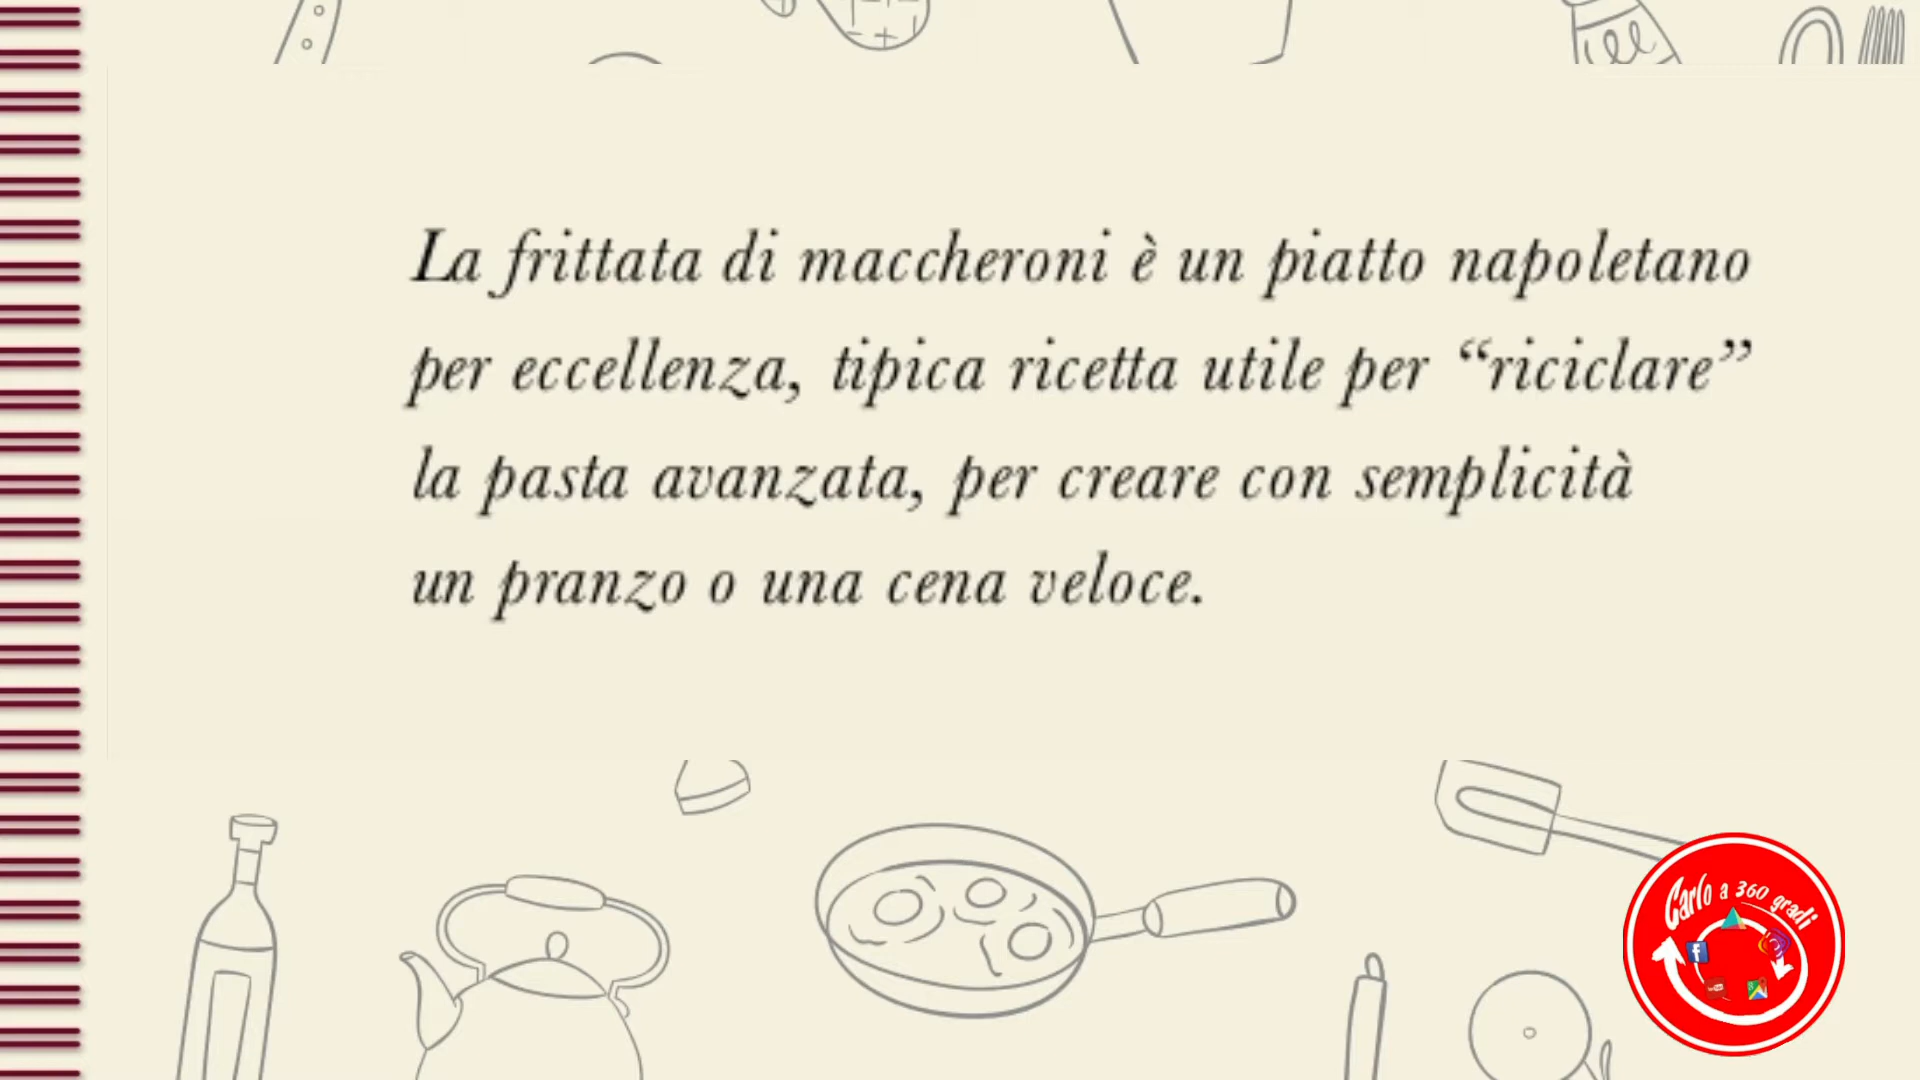 La frittata di maccheroni è un piatto napoletano
per eccellenza, tipica ricetta utile per “riciclare”
la pasta avanzata, per creare con semplicità
un pranzo o una cena veloce.
Carlo a 360 gradi